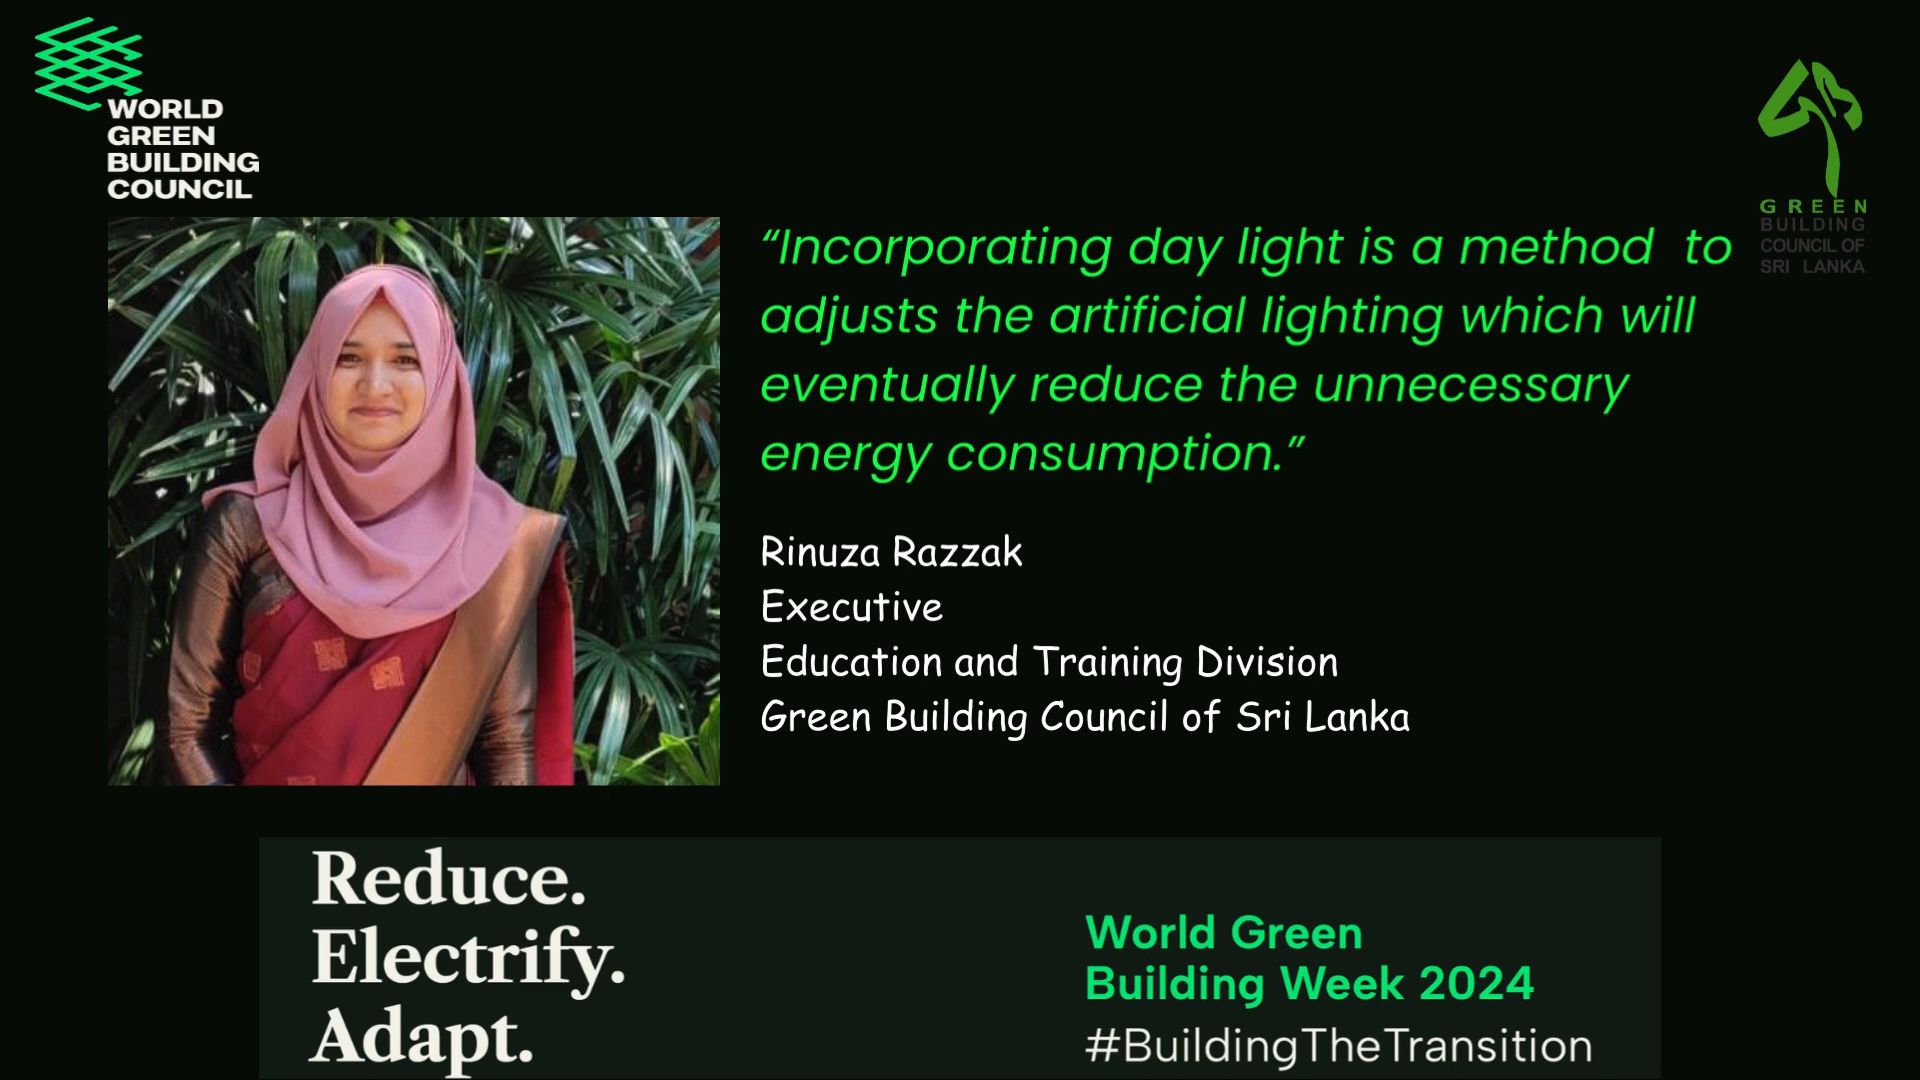 WORLD
GREEN
BUILDING
COUNCIL
GREEN
BUILDING
COUNCIL OF
SRI LANKA
“Incorporating day light is a method  to
adjusts the artificial lighting which will
eventually reduce the unnecessary
energy consumption.”
Rinuza Razzak
Executive
Education and Training Division
Green Building Council of Sri Lanka
Reduce.
Electrify.
Adapt.
World Green
Building Week 2024
#BuildingTheTransition